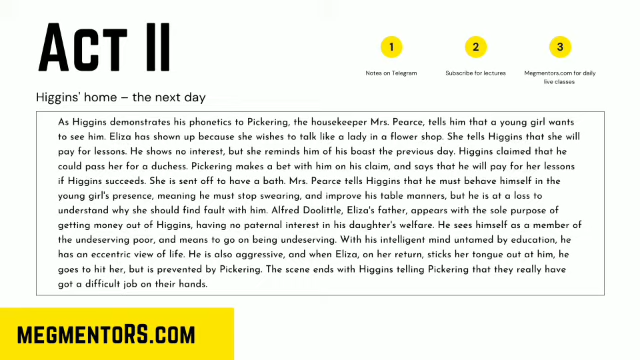 Act II
1
2
3
Notes on Telegram
Subscribe for lectures
Megmentors.com for daily
live classes
Higgins' home – the next day
As Higgins demonstrates his phonetics to Pickering, the housekeeper Mrs. Pearce, tells him that a young girl wants
to see him. Eliza has shown up because she wishes to talk like a lady in a flower shop. She tells Higgins that she will
pay for lessons. He shows no interest, but she reminds him of his boast the previous day. Higgins claimed that he
could pass her for a duchess. Pickering makes a bet with him on his claim, and says that he will pay for her lessons
if Higgins succeeds. She is sent off to have a bath. Mrs. Pearce tells Higgins that he must behave himself in the
young girl's presence, meaning he must stop swearing, and improve his table manners, but he is at a loss to
understand why she should find fault with him. Alfred Doolittle, Eliza's father, appears with the sole purpose of
getting money out of Higgins, having no paternal interest in his daughter's welfare. He sees himself as a member of
the undeserving poor, and means to go on being undeserving. With his intelligent mind untamed by education, he
has an eccentric view of life. He is also aggressive, and when Eliza, on her return, sticks her tongue out at him, he
goes to hit her, but is prevented by Pickering. The scene ends with Higgins telling Pickering that they really have
got a difficult job on their hands.
MEGMENTORS.COM